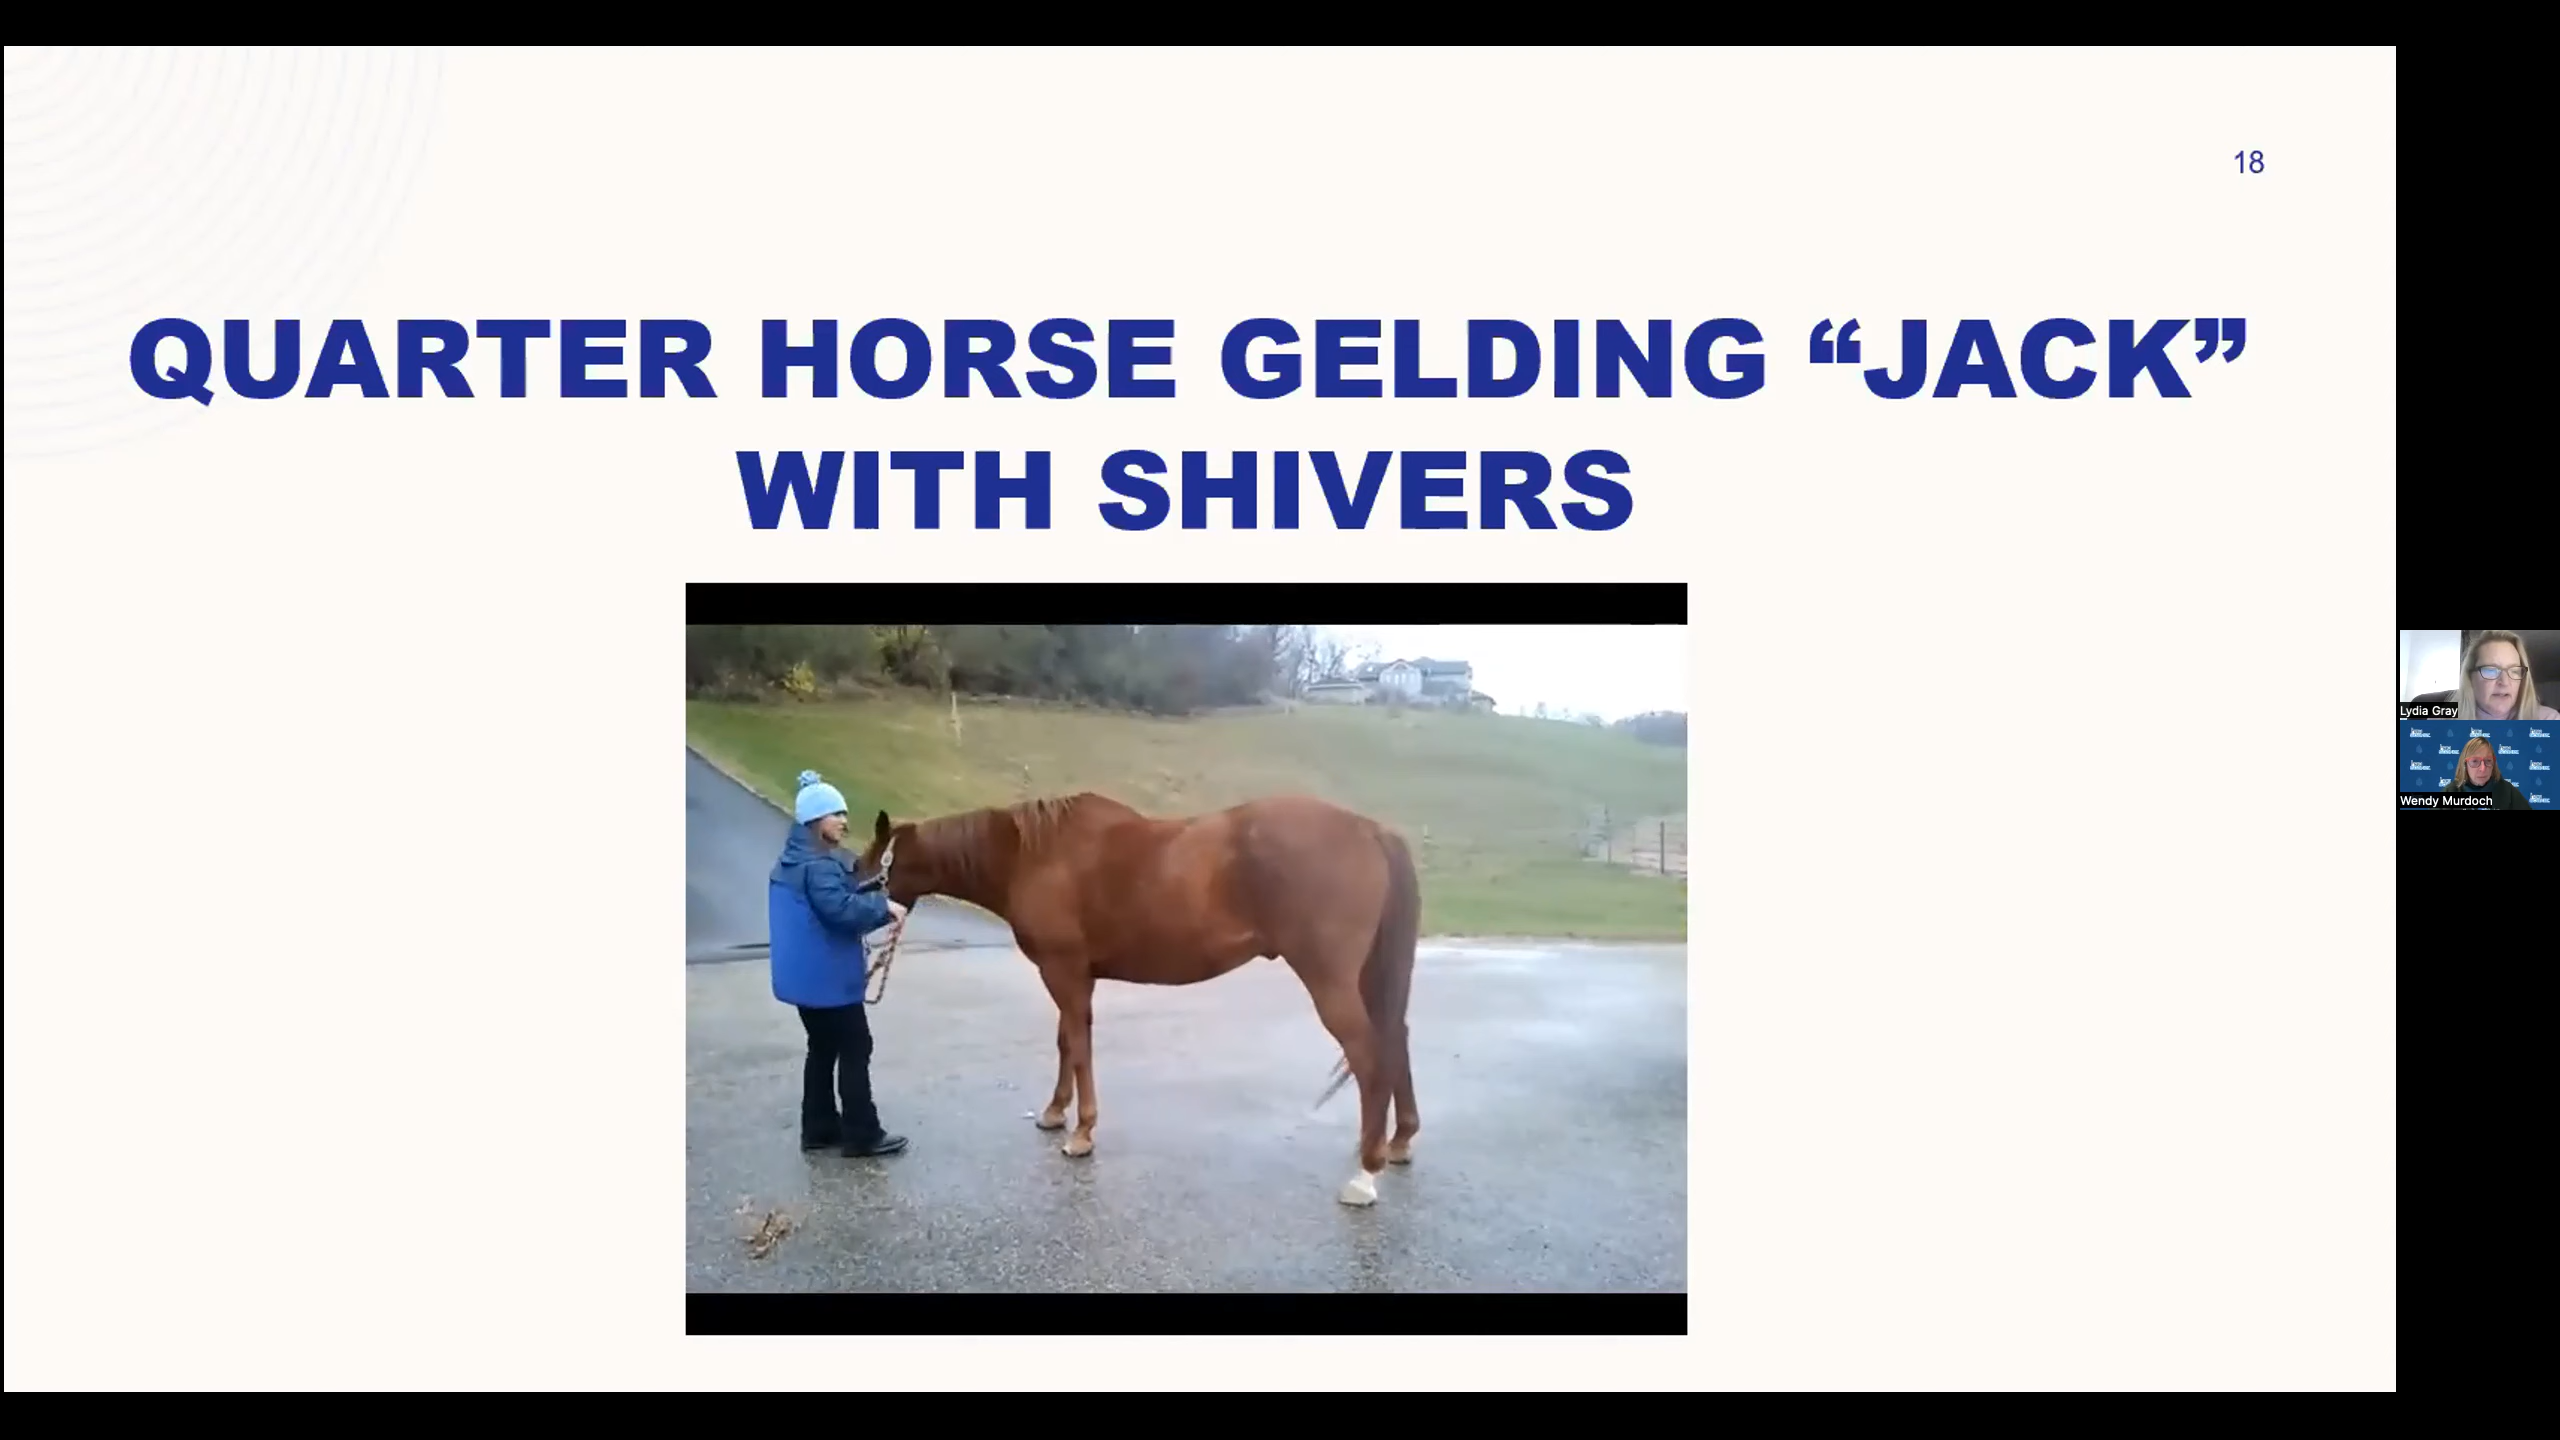 18
QUARTER HORSE GELDING “JACK”
WITH SHIVERS
Lydia Gray
Wendy Murdoch